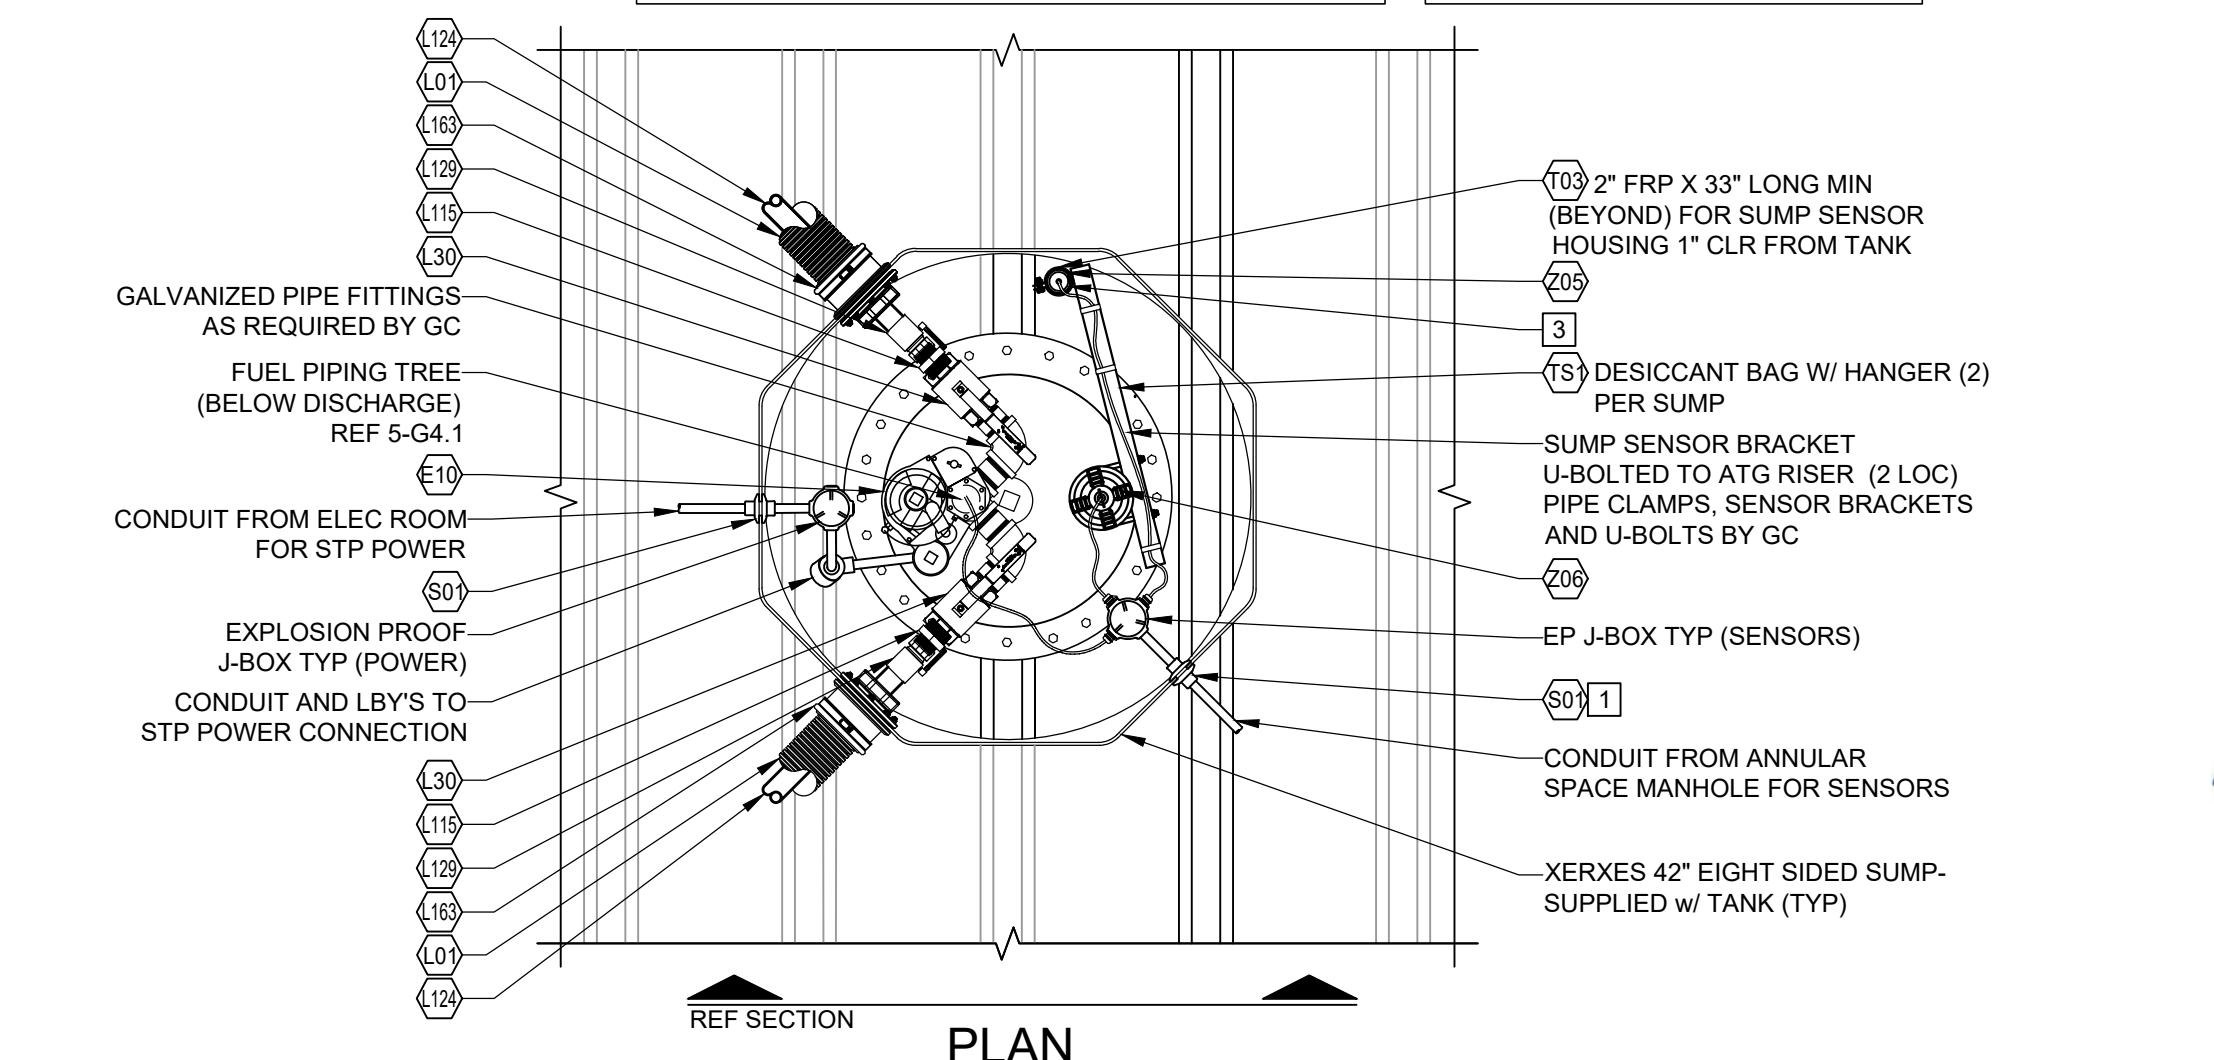 L124
L01
L163
L129
L115
L30
GALVANIZED PIPE FITTINGS
AS REQUIRED BY GC
FUEL PIPING TREE
(BELOW DISCHARGE)
REF 5-G4.1
E10
CONDUIT FROM ELEC ROOM
FOR STP POWER
S01
EXPLOSION PROOF
J-BOX TYP (POWER)
CONDUIT AND LBY'S TO
STP POWER CONNECTION
L30
L115
L129
L163
L01
L124
T03 2" FRP X 33" LONG MIN
(BEYOND) FOR SUMP SENSOR
HOUSING 1" CLR FROM TANK
Z05
3
TS1 DESICCANT BAG W/ HANGER (2)
PER SUMP
SUMP SENSOR BRACKET
U-BOLTED TO ATG RISER (2 LOC)
PIPE CLAMPS, SENSOR BRACKETS
AND U-BOLTS BY GC
Z06
EP J-BOX TYP (SENSORS)
S01 1
CONDUIT FROM ANNULAR
SPACE MANHOLE FOR SENSORS
XERXES 42" EIGHT SIDED SUMP-
SUPPLIED w/ TANK (TYP)
REF SECTION
PLAN